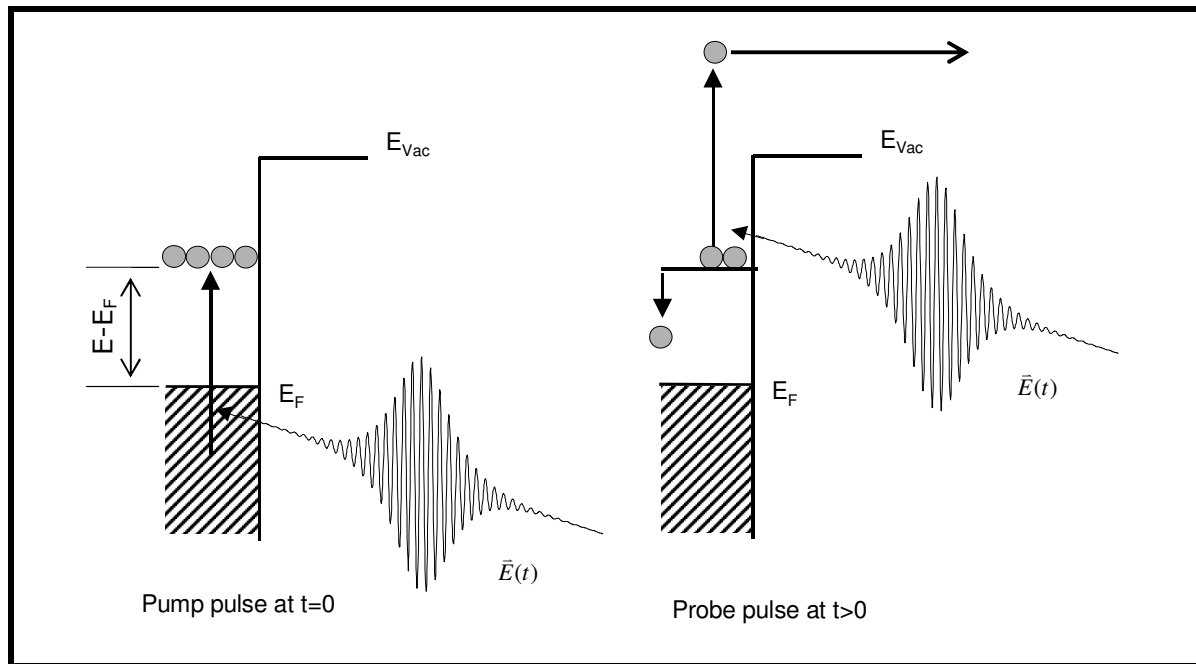 E_Vac
E - E_F
E_F
E⃗(t)
Pump pulse at t=0
E_Vac
E_F
E⃗(t)
Probe pulse at t>0